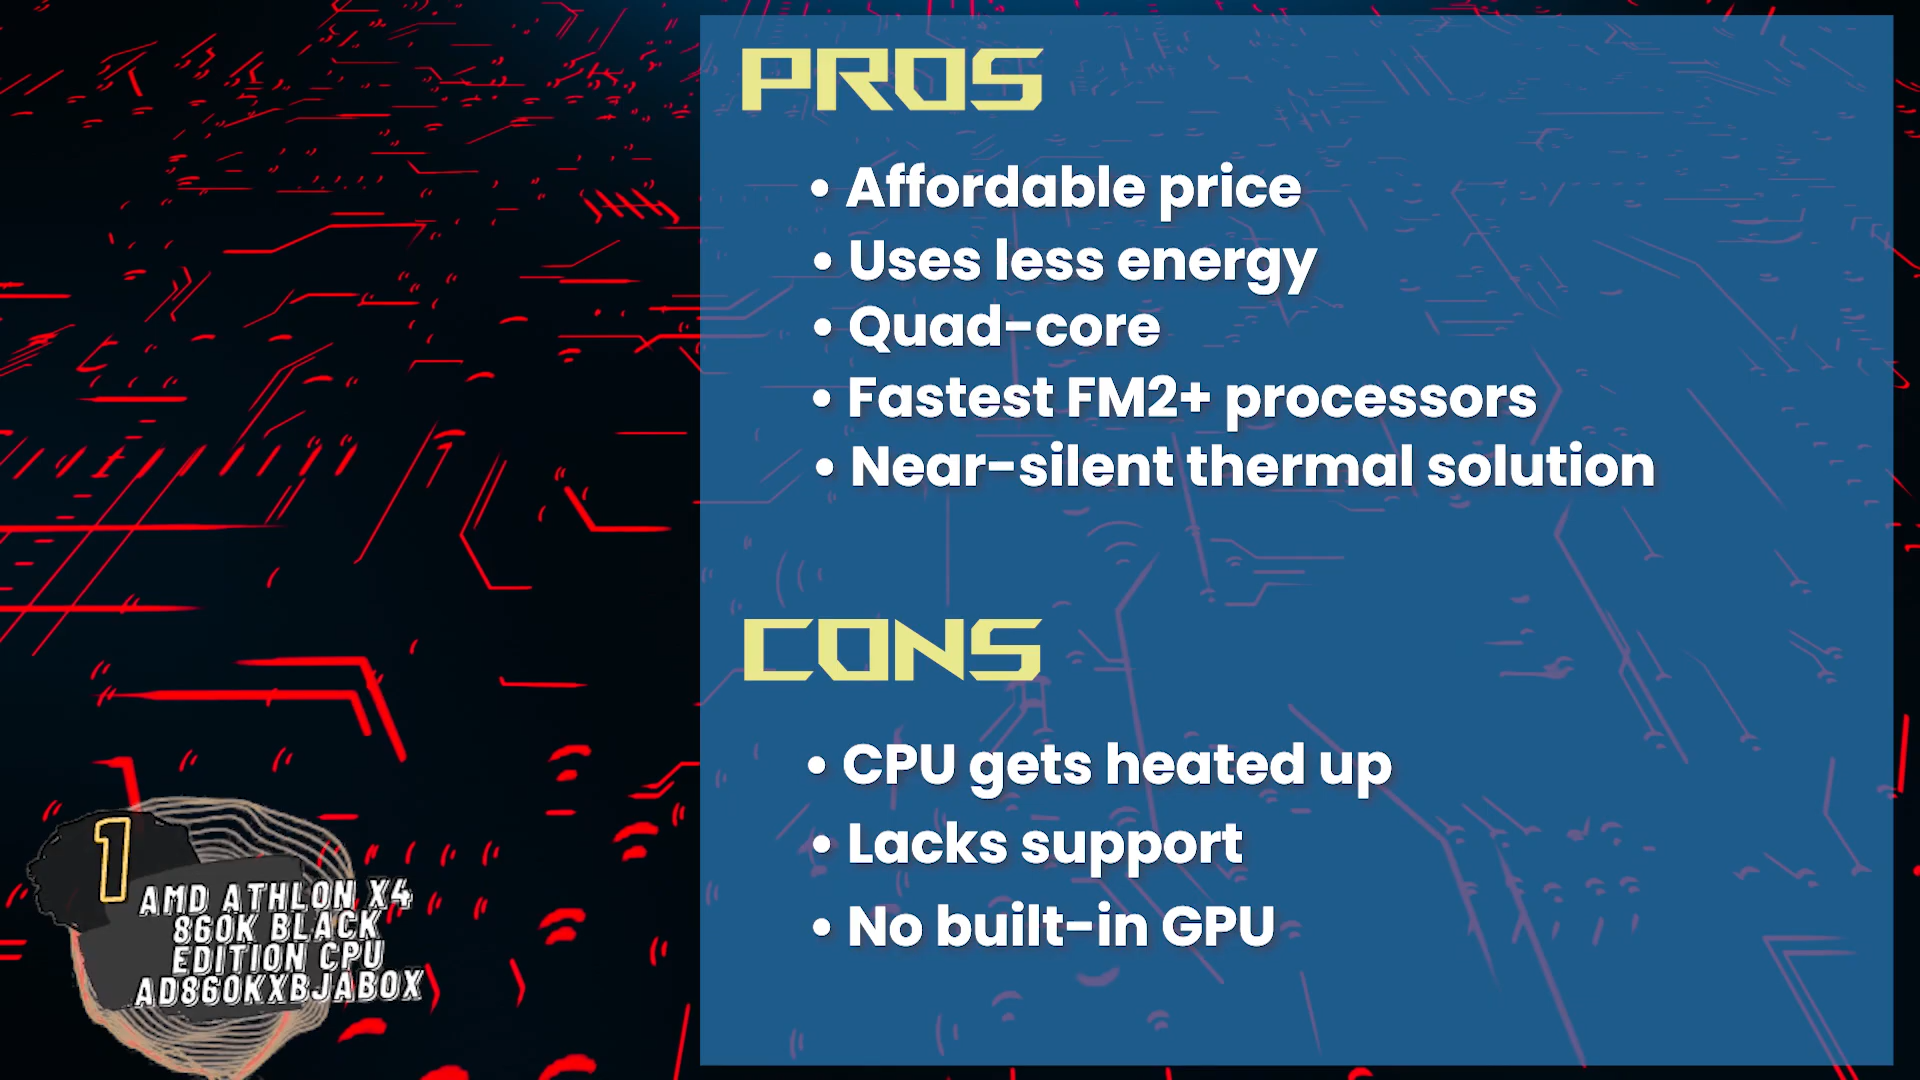 PROS
• Affordable price
• Uses less energy
• Quad-core
• Fastest FM2+ processors
• Near-silent thermal solution
CONS
• CPU gets heated up
• Lacks support
• No built-in GPU
1
AMD ATHLON X4
860K BLACK
EDITION CPU
AD860KXBJABOX